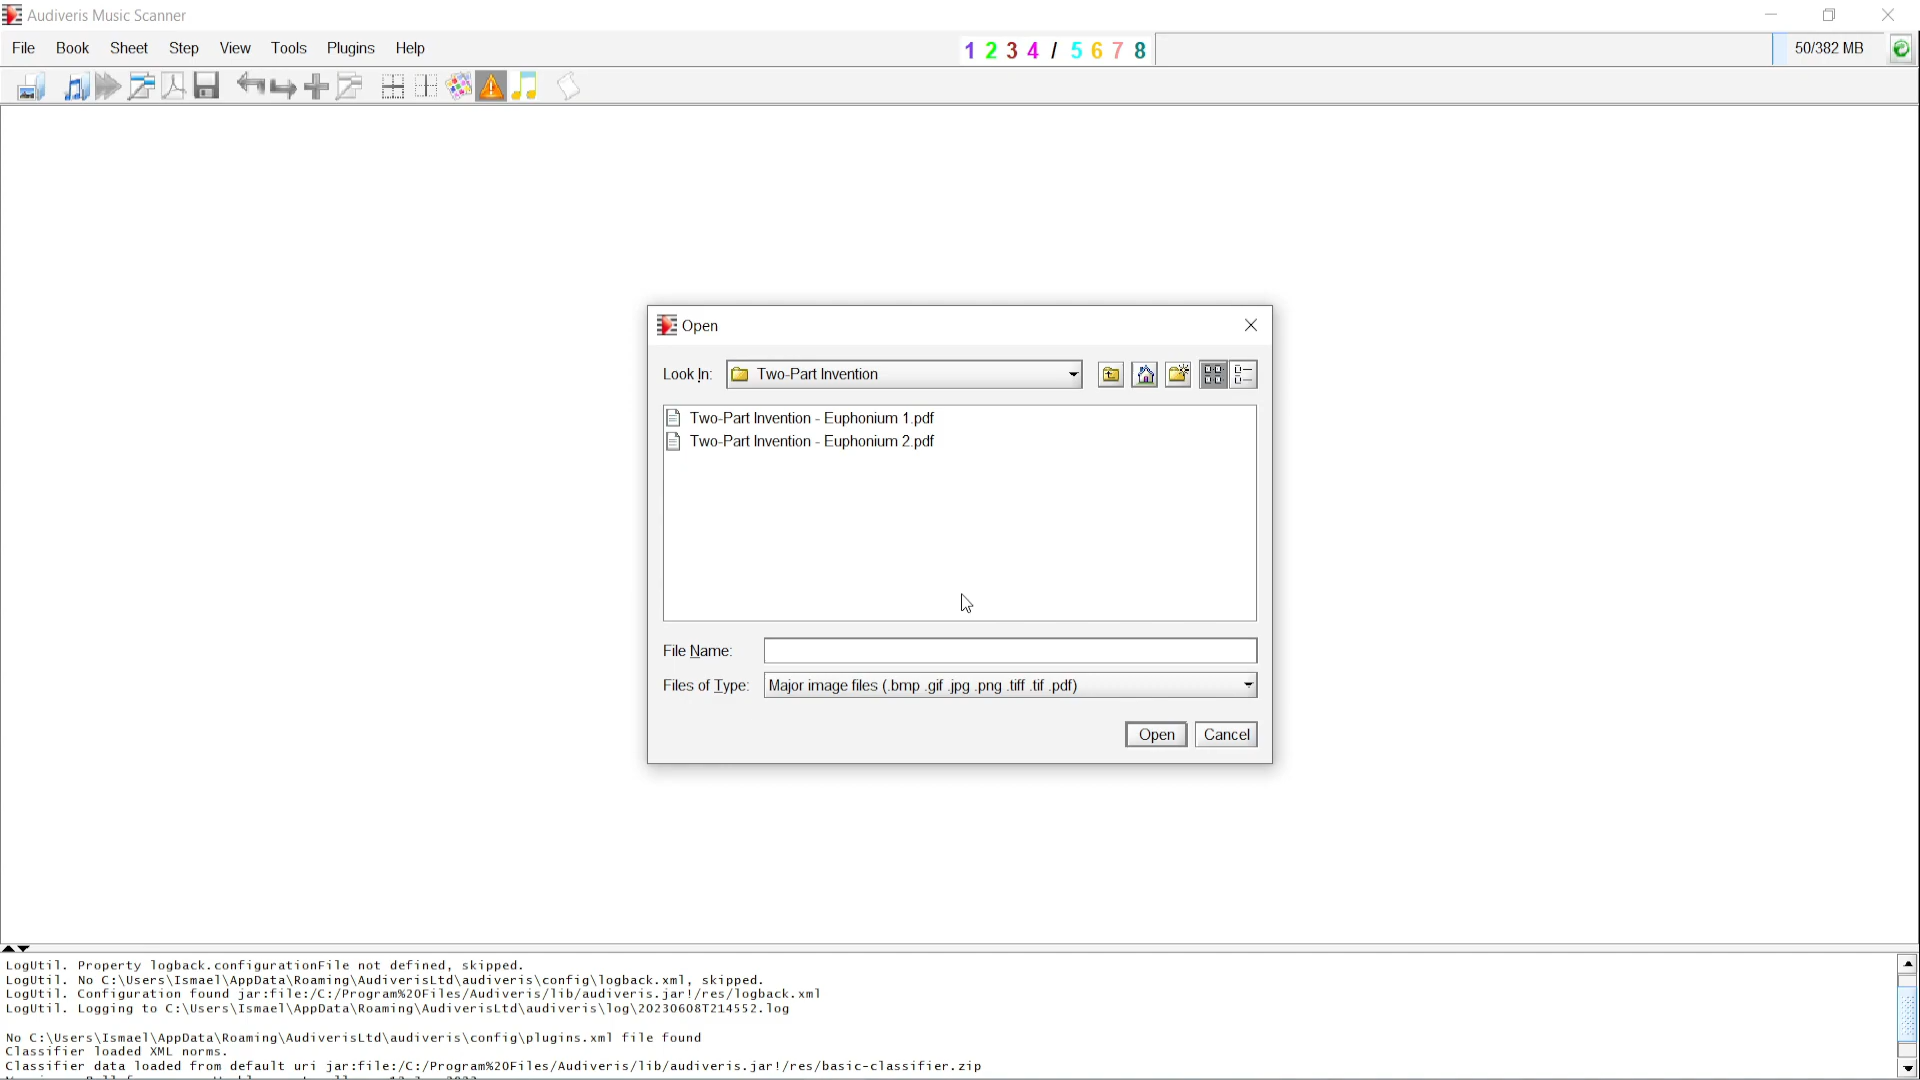 Audiveris Music Scanner
File Book Sheet Step View Tools Plugins Help
1 2 3 4 / 5 6 7 8
50/382 MB
Open
Look In: Two-Part Invention
Two-Part Invention - Euphonium 1.pdf
Two-Part Invention - Euphonium 2.pdf
File Name:
Files of Type: Major image files (.bmp .gif .jpg .png .tiff .tif .pdf)
Open Cancel
LogUtil. Property logback.configurationFile not defined, skipped.
LogUtil. No C:\Users\Ismael\AppData\Roaming\AudiverisLtd\audiveris\config\logback.xml, skipped.
LogUtil. Configuration found jar:file:/C:/Program%20Files/Audiveris/lib/audiveris.jar!/res/logback.xml
LogUtil. Logging to C:\Users\Ismael\AppData\Roaming\AudiverisLtd\audiveris\log\20230608T214552.log
No C:\Users\Ismael\AppData\Roaming\AudiverisLtd\audiveris\config\plugins.xml file found
Classifier loaded XML norms.
Classifier data loaded from default uri jar:file:/C:/Program%20Files/Audiveris/lib/audiveris.jar!/res/basic-classifier.zip